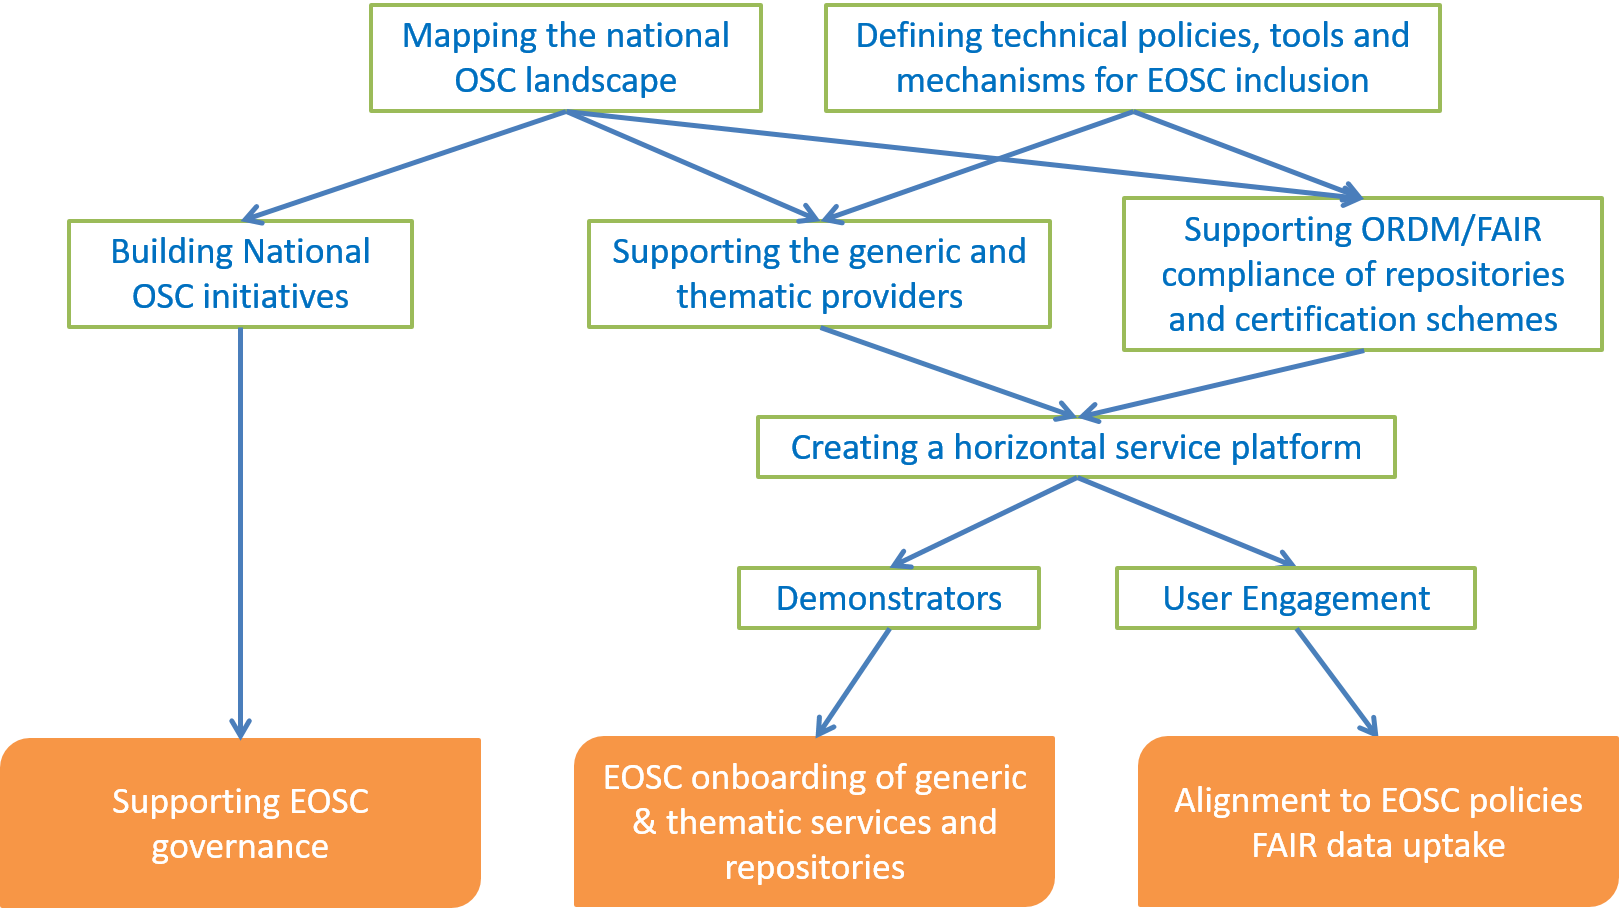 Mapping the national
OSC landscape
Defining technical policies, tools and
mechanisms for EOSC inclusion
Building National
OSC initiatives
Supporting the generic and
thematic providers
Supporting ORDM/FAIR
compliance of repositories
and certification schemes
Creating a horizontal service platform
Demonstrators
User Engagement
Supporting EOSC
governance
EOSC onboarding of generic
& thematic services and
repositories
Alignment to EOSC policies
FAIR data uptake